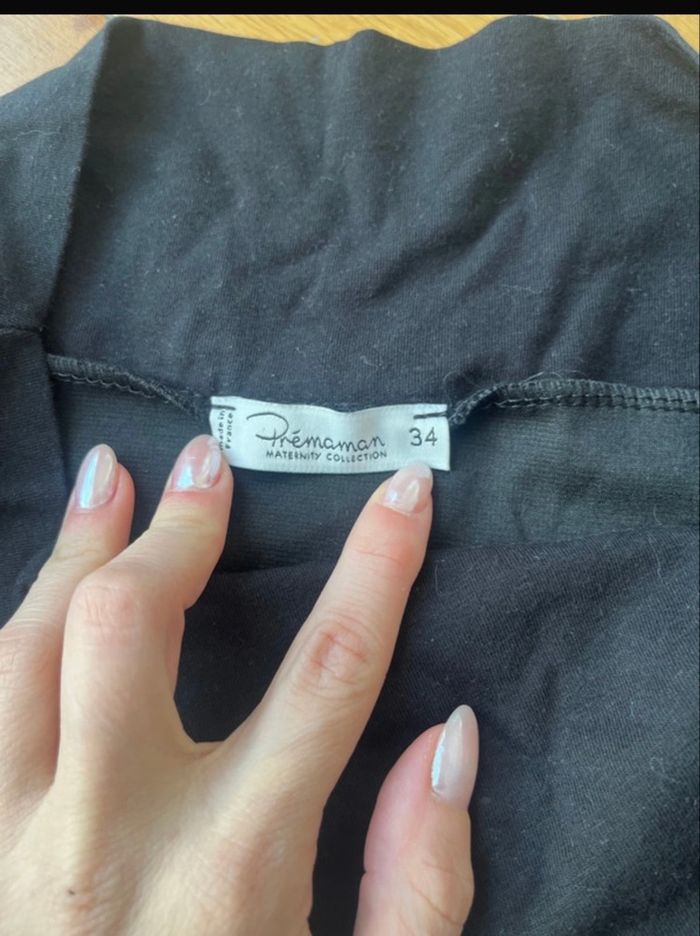 made in
France
Prémaman
MATERNITY COLLECTION
34